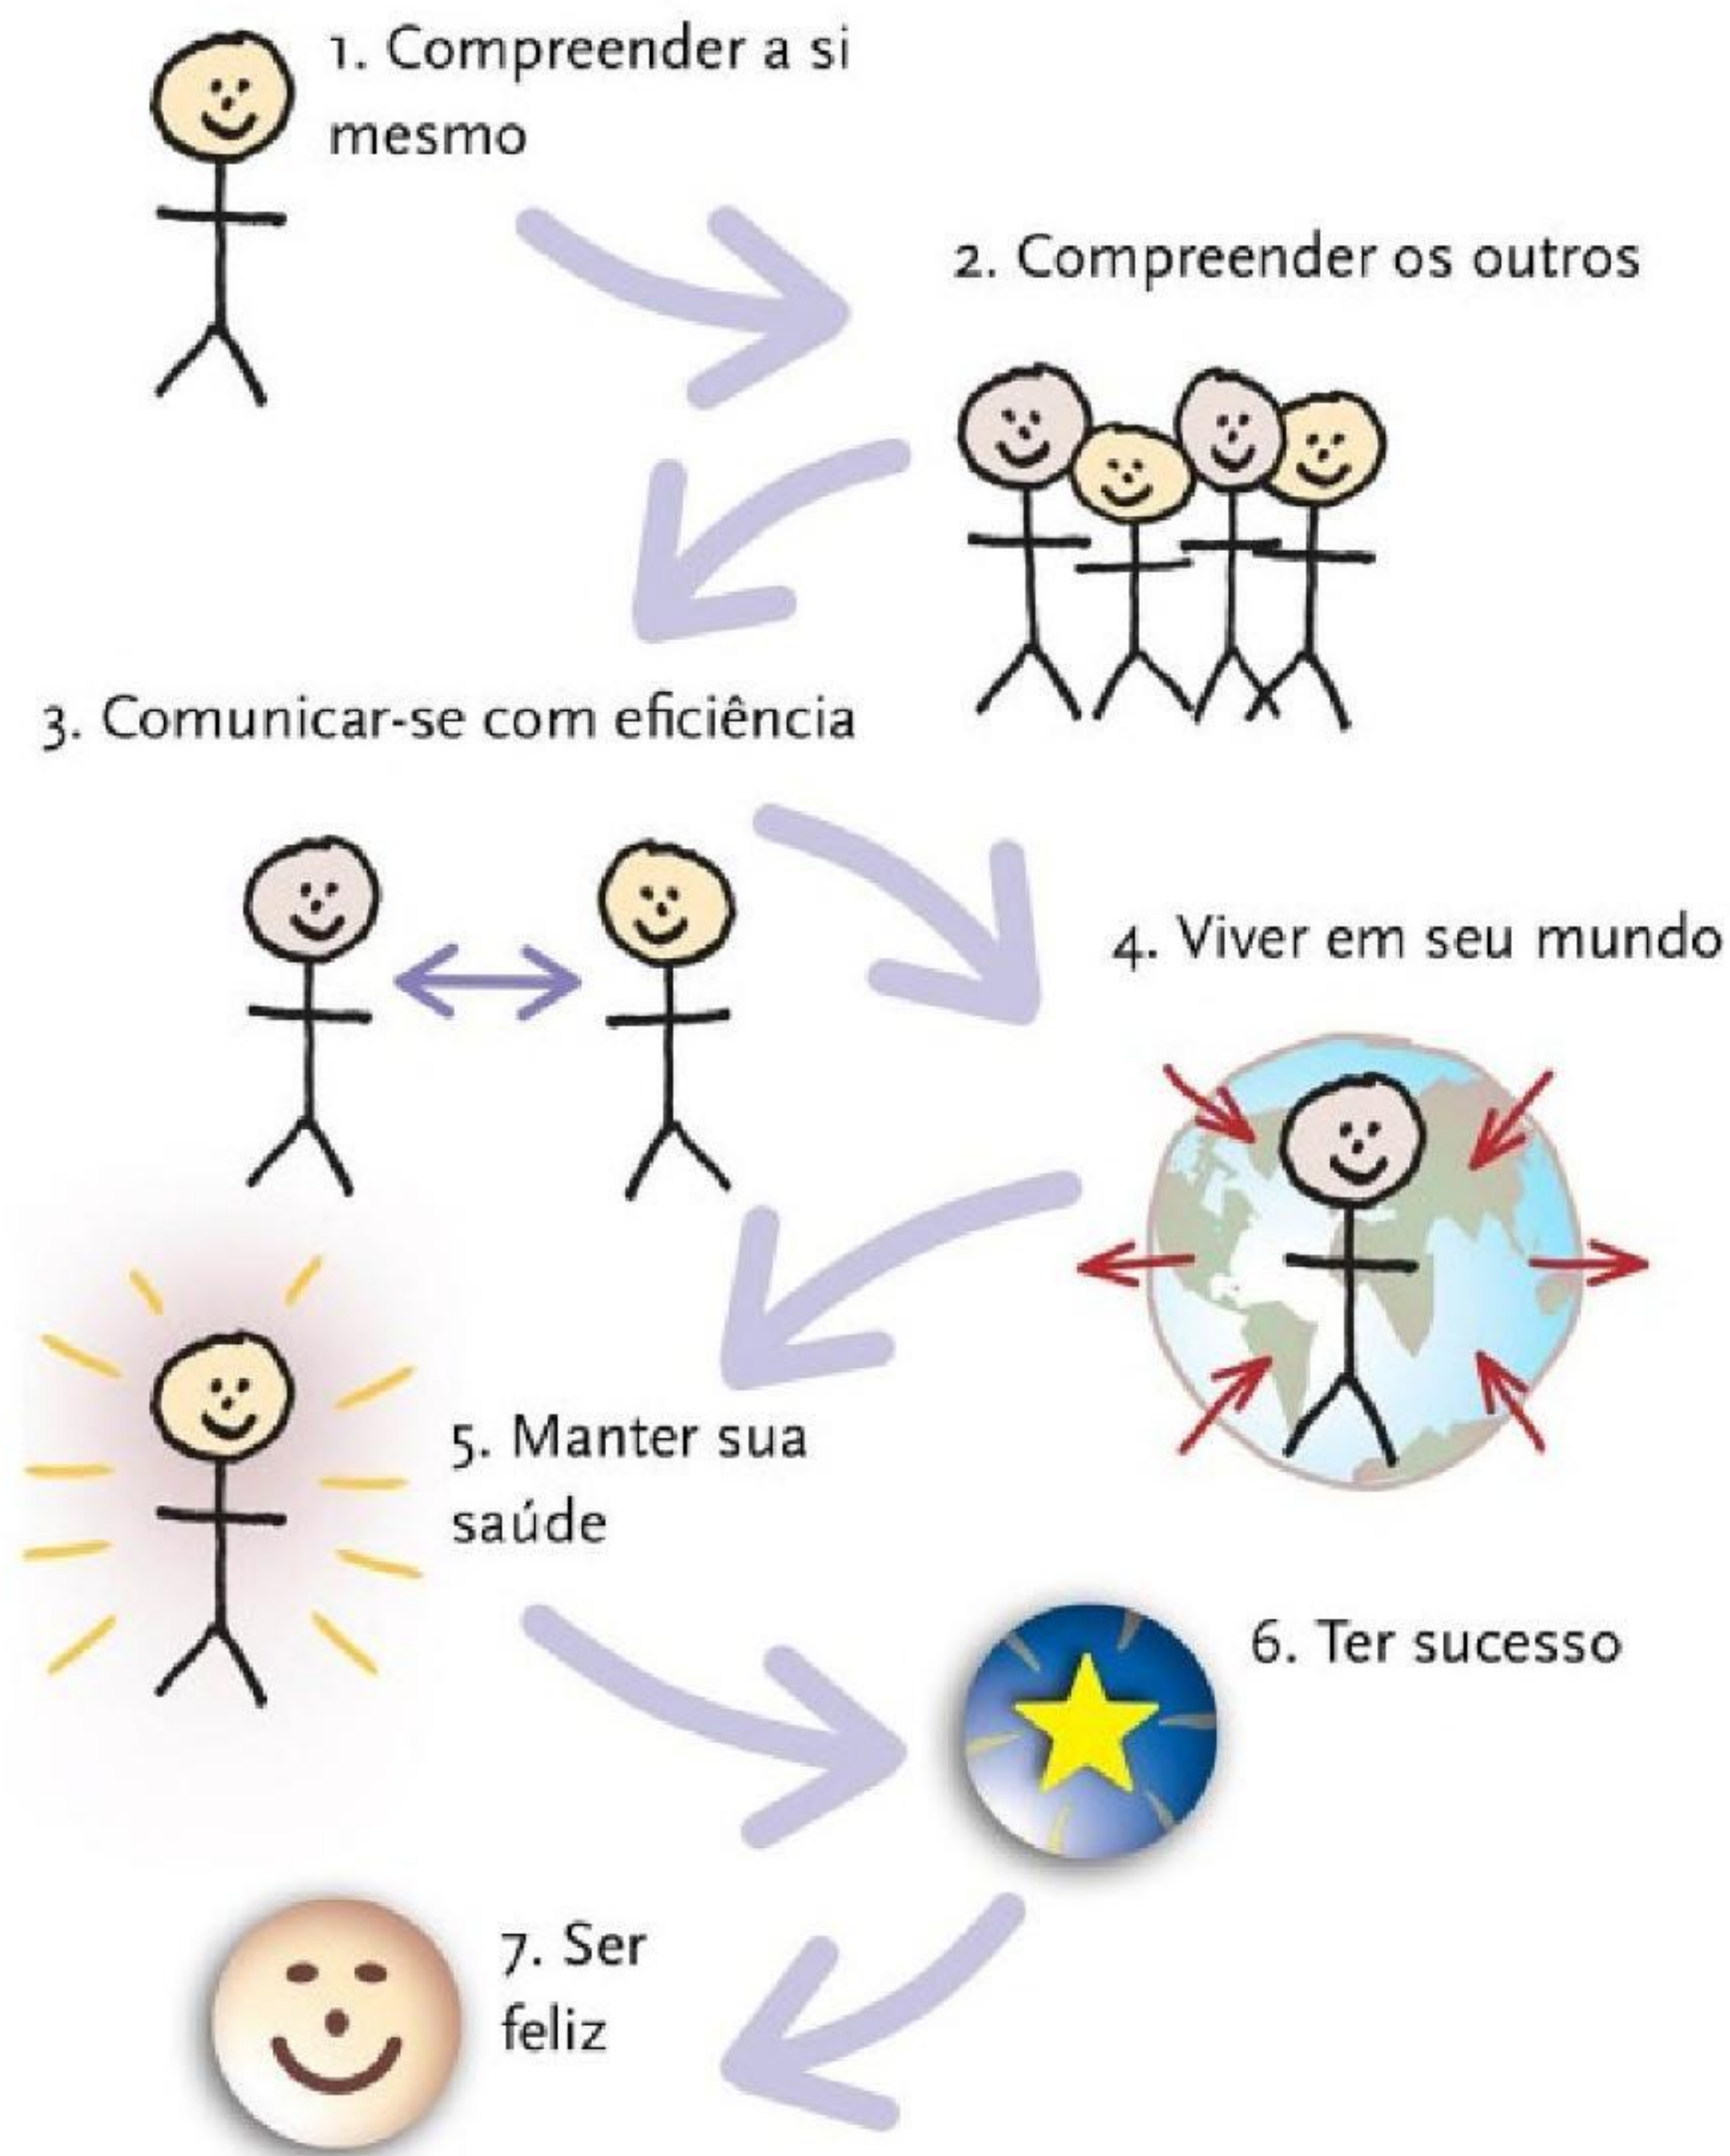 1. Compreender a si
mesmo
2. Compreender os outros
3. Comunicar-se com eficiência
4. Viver em seu mundo
5. Manter sua
saúde
6. Ter sucesso
7. Ser
feliz